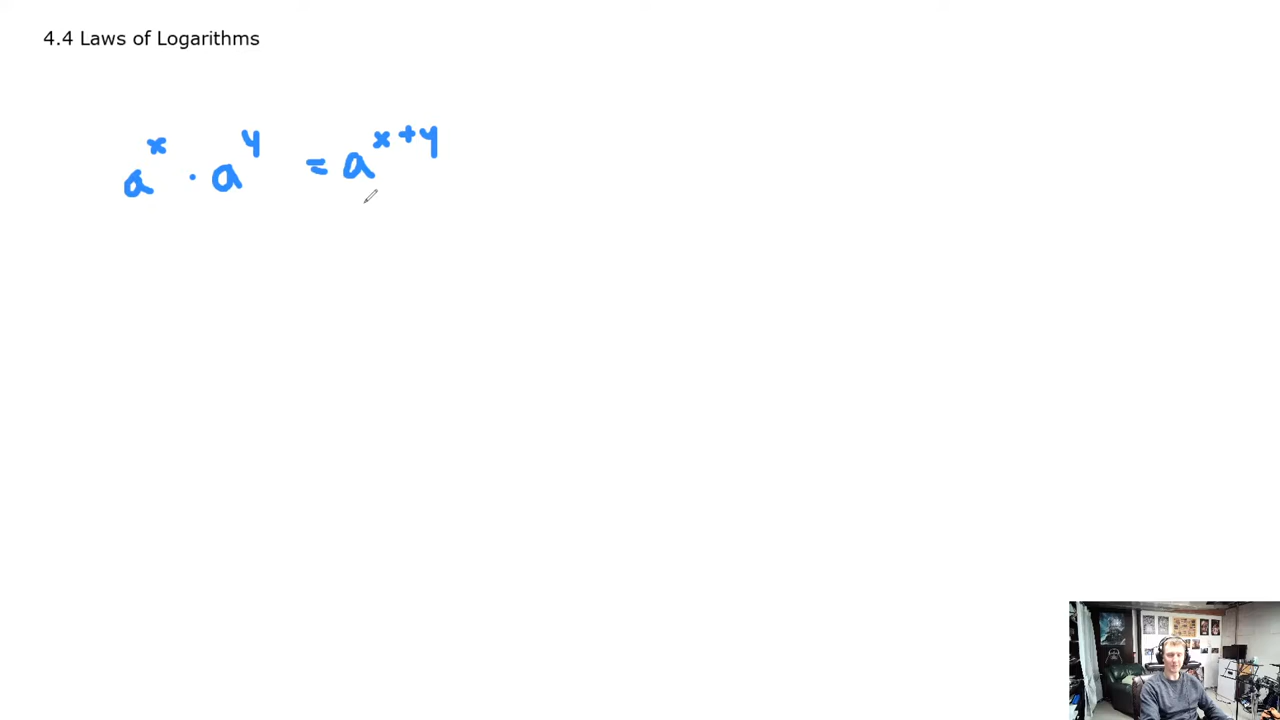 4.4 Laws of Logarithms
a^x · a^y = a^{x+y}